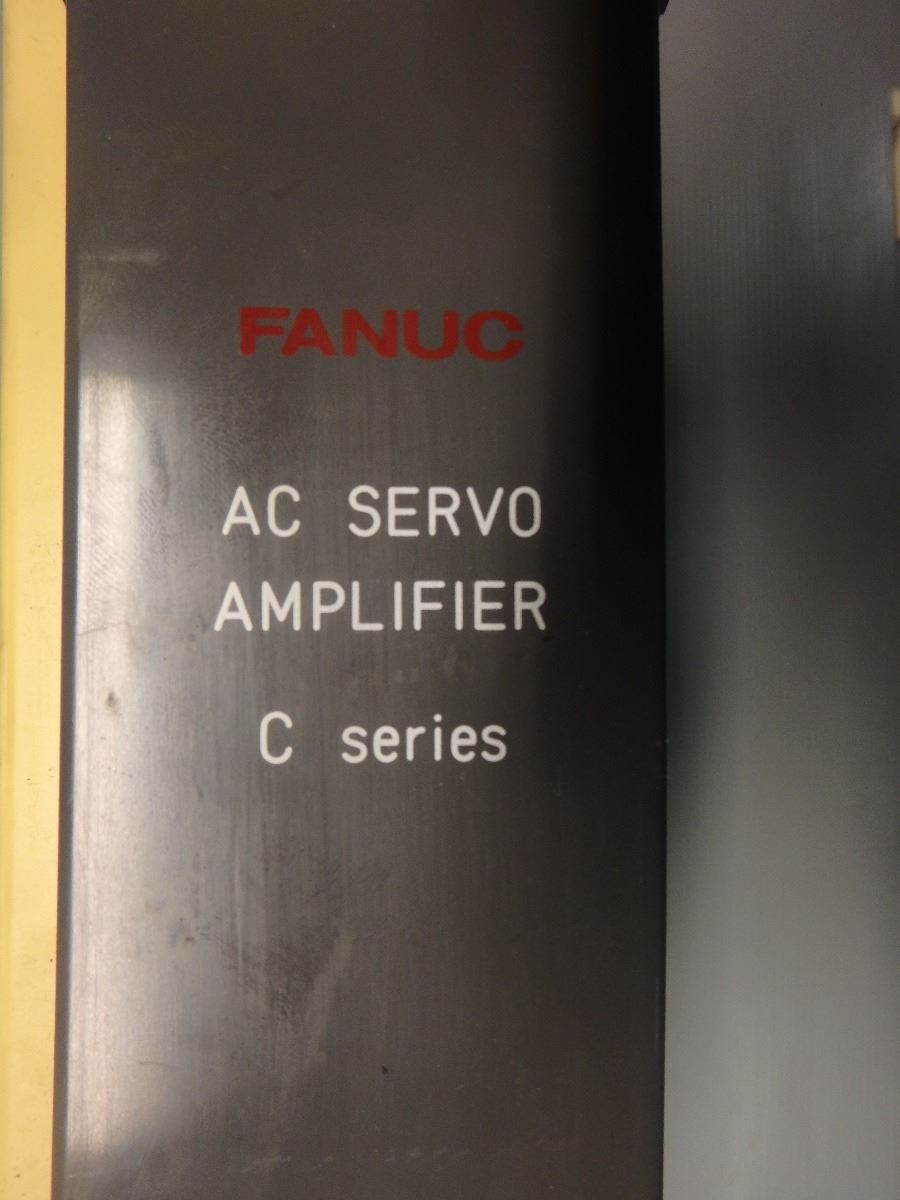 FANUC
AC SERVO
AMPLIFIER
C series